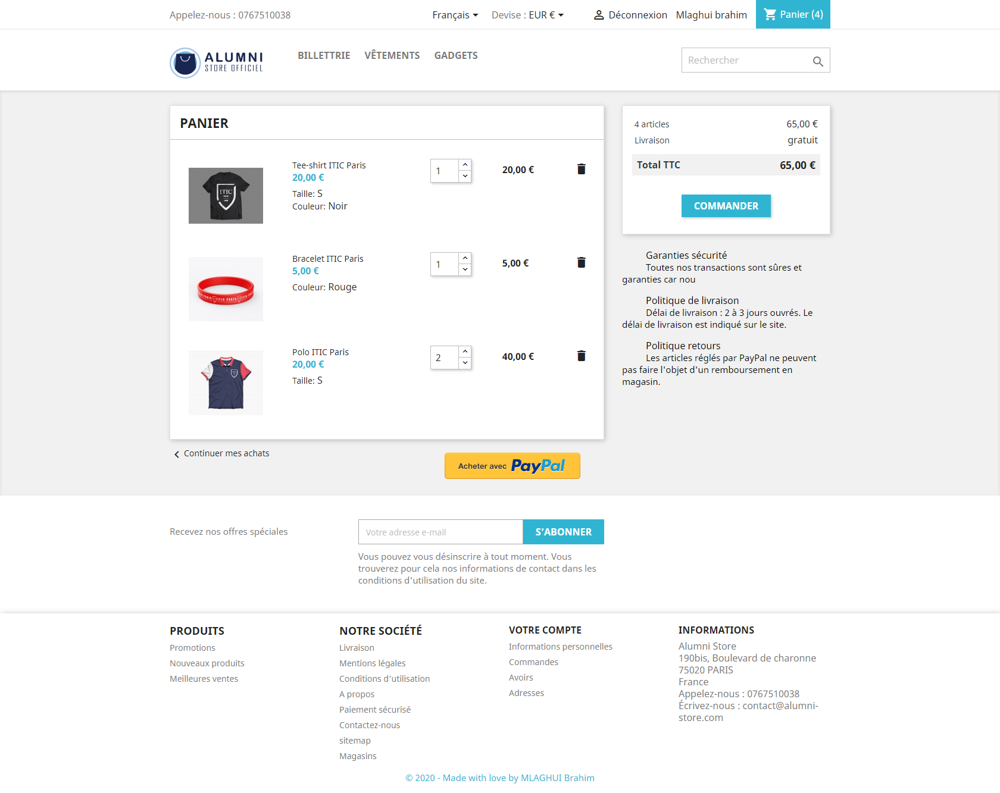 Appelez-nous : 0767510038
Français
Devise : EUR €
Déconnexion
Mlaghui brahim
Panier (4)
ALUMNI
STORE OFFICIEL
BILLETTRIE
VÊTEMENTS
GADGETS
Rechercher
PANIER
Tee-shirt ITIC Paris
20,00 €
Taille: S
Couleur: Noir
1
20,00 €
ITIC
PARIS
Bracelet ITIC Paris
5,00 €
Couleur: Rouge
1
5,00 €
ITIC PARIS
Polo ITIC Paris
20,00 €
Taille: S
2
40,00 €
4 articles
65,00 €
Livraison
gratuit
Total TTC
65,00 €
COMMANDER
Garanties sécurité
Toutes nos transactions sont sûres et
garanties car nou
Politique de livraison
Délai de livraison : 2 à 3 jours ouvrés. Le
délai de livraison est indiqué sur le site.
Politique retours
Les articles réglés par PayPal ne peuvent
pas faire l'objet d'un remboursement en
magasin.
Continuer mes achats
Acheter avec PayPal
Recevez nos offres spéciales
Votre adresse e-mail
S’ABONNER
Vous pouvez vous désinscrire à tout moment. Vous
trouverez pour cela nos informations de contact dans les
conditions d'utilisation du site.
PRODUITS
Promotions
Nouveaux produits
Meilleures ventes
NOTRE SOCIÉTÉ
Livraison
Mentions légales
Conditions d'utilisation
A propos
Paiement sécurisé
Contactez-nous
sitemap
Magasins
VOTRE COMPTE
Informations personnelles
Commandes
Avoirs
Adresses
INFORMATIONS
Alumni Store
190bis, Boulevard de charonne
75020 PARIS
France
Appelez-nous : 0767510038
Écrivez-nous : contact@alumni-
store.com
© 2020 - Made with love by MLAGHUI Brahim